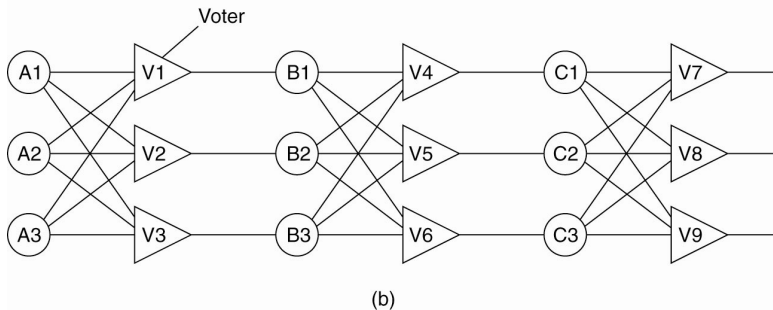 Voter
A1 V1 B1 V4 C1 V7
A2 V2 B2 V5 C2 V8
A3 V3 B3 V6 C3 V9
(b)